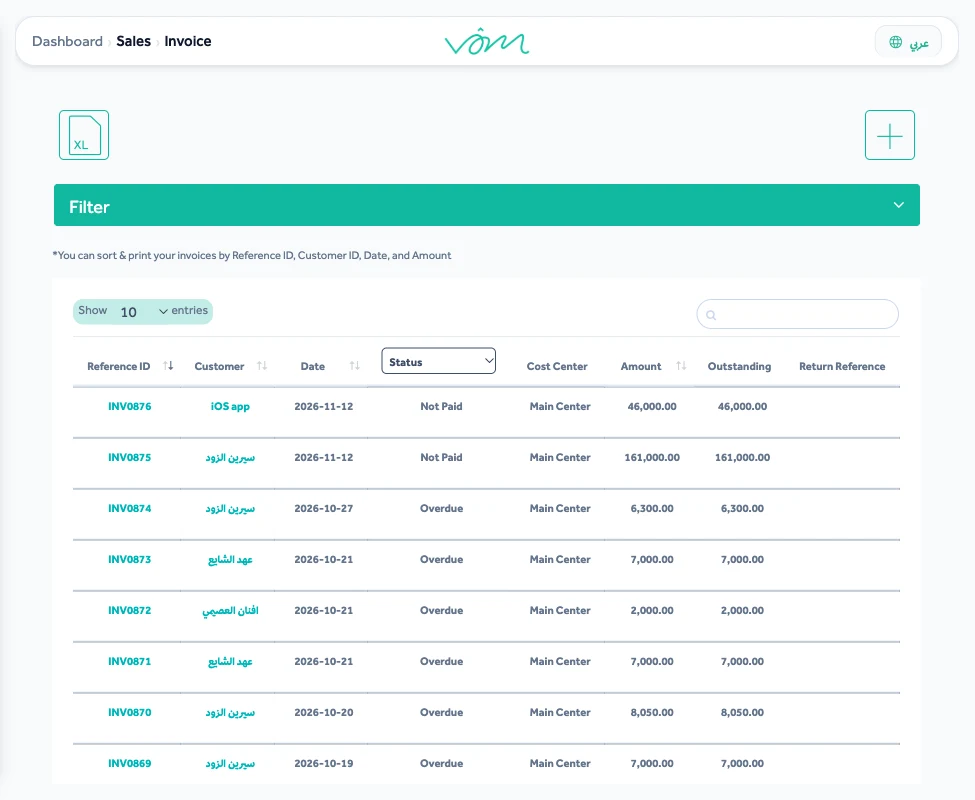 Dashboard › Sales › Invoice
vôm
عربي
XL
Filter
*You can sort & print your invoices by Reference ID, Customer ID, Date, and Amount
Show 10 entries
Reference ID Customer Date Status Cost Center Amount Outstanding Return Reference
INV0876 iOS app 2026-11-12 Not Paid Main Center 46,000.00 46,000.00
INV0875 سيرين الزود 2026-11-12 Not Paid Main Center 161,000.00 161,000.00
INV0874 سيرين الزود 2026-10-27 Overdue Main Center 6,300.00 6,300.00
INV0873 عهد الشايع 2026-10-21 Overdue Main Center 7,000.00 7,000.00
INV0872 افنان العصيمي 2026-10-21 Overdue Main Center 2,000.00 2,000.00
INV0871 عهد الشايع 2026-10-21 Overdue Main Center 7,000.00 7,000.00
INV0870 سيرين الزود 2026-10-20 Overdue Main Center 8,050.00 8,050.00
INV0869 سيرين الزود 2026-10-19 Overdue Main Center 7,000.00 7,000.00